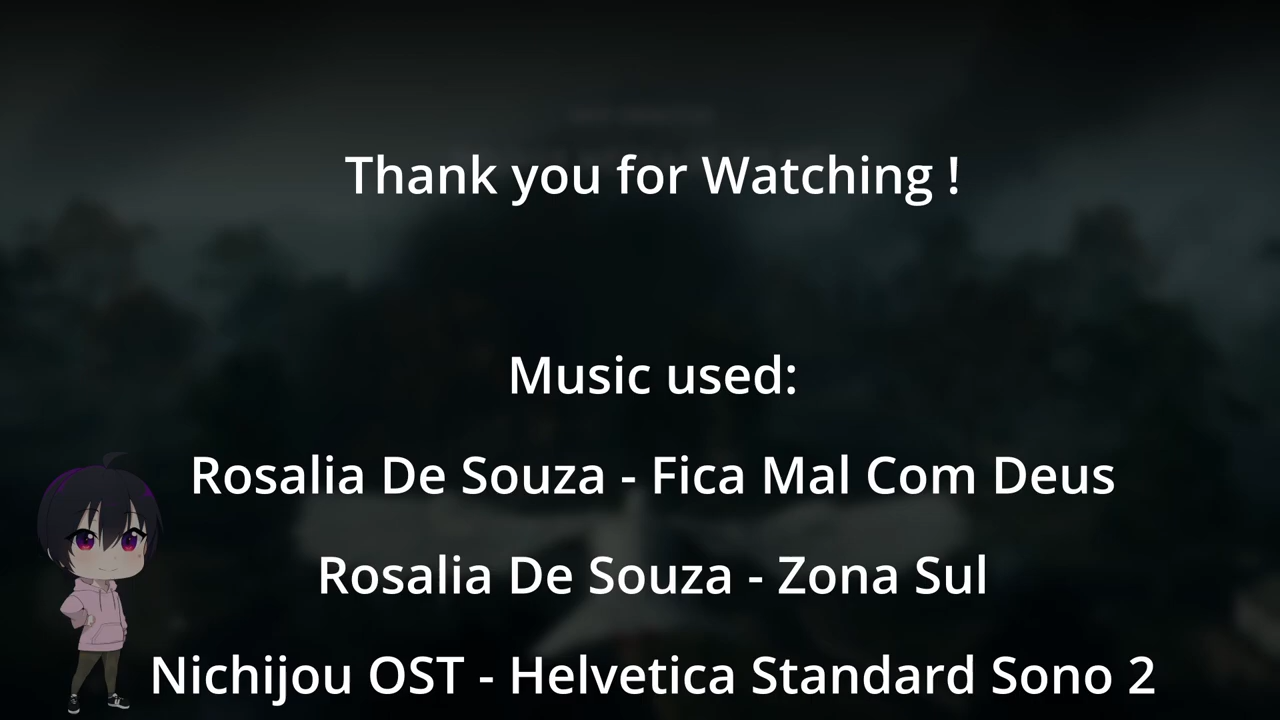 Thank you for Watching !
Music used:
Rosalia De Souza - Fica Mal Com Deus
Rosalia De Souza - Zona Sul
Nichijou OST - Helvetica Standard Sono 2